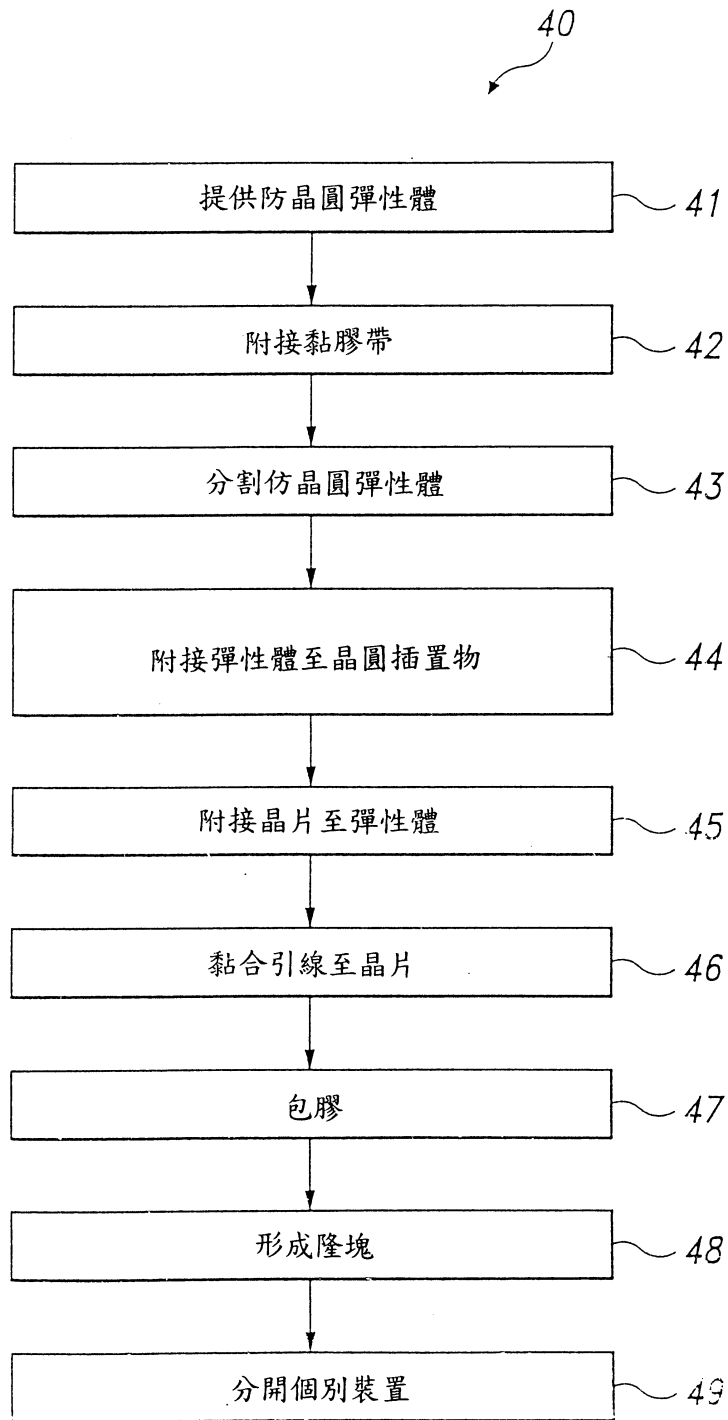 40
提供防晶圓彈性體 41
附接黏膠帶 42
分割仿晶圓彈性體 43
附接彈性體至晶圓插置物 44
附接晶片至彈性體 45
黏合引線至晶片 46
包膠 47
形成隆塊 48
分開個別裝置 49